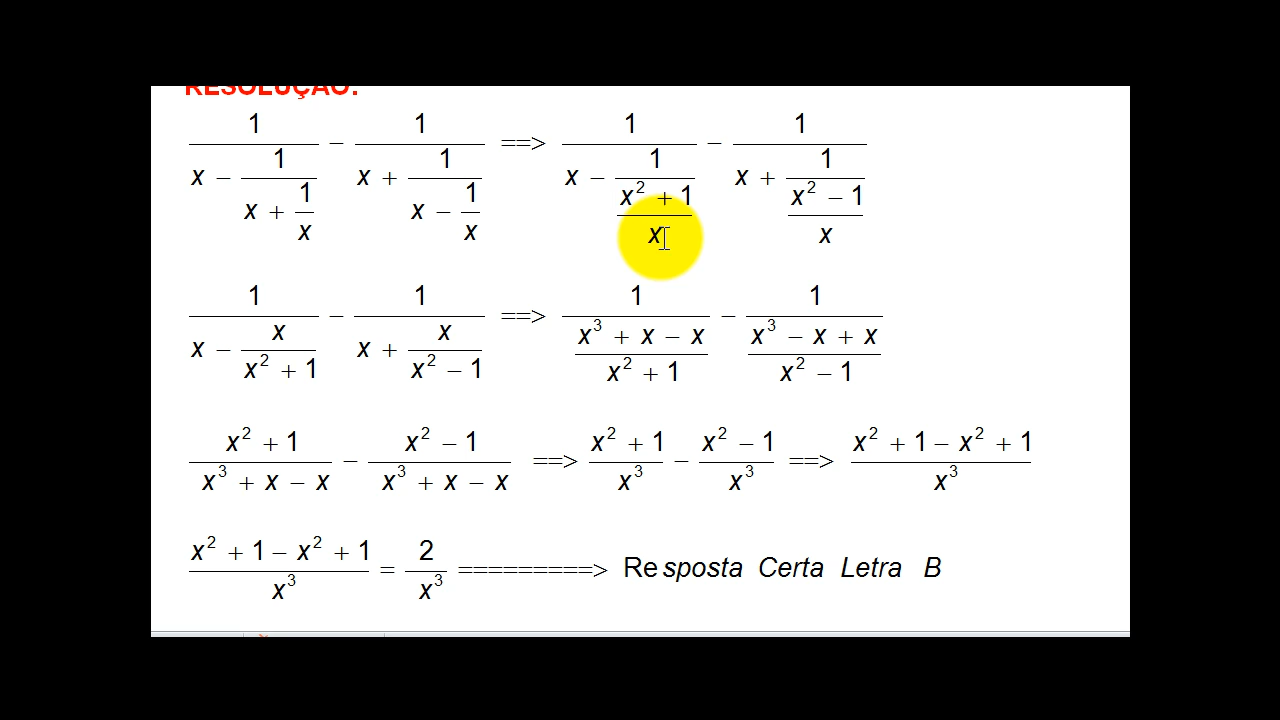 RESOLUÇÃO:
1/(x − 1/(x + 1/x)) − 1/(x + 1/(x − 1/x)) ==> 1/(x − 1/((x² + 1)/x)) − 1/(x + 1/((x² − 1)/x))
1/(x − x/(x² + 1)) − 1/(x + x/(x² − 1)) ==> 1/((x³ + x − x)/(x² + 1)) − 1/((x³ − x + x)/(x² − 1))
(x² + 1)/(x³ + x − x) − (x² − 1)/(x³ + x − x) ==> (x² + 1)/x³ − (x² − 1)/x³ ==> (x² + 1 − x² + 1)/x³
(x² + 1 − x² + 1)/x³ = 2/x³ =========> Resposta Certa Letra B